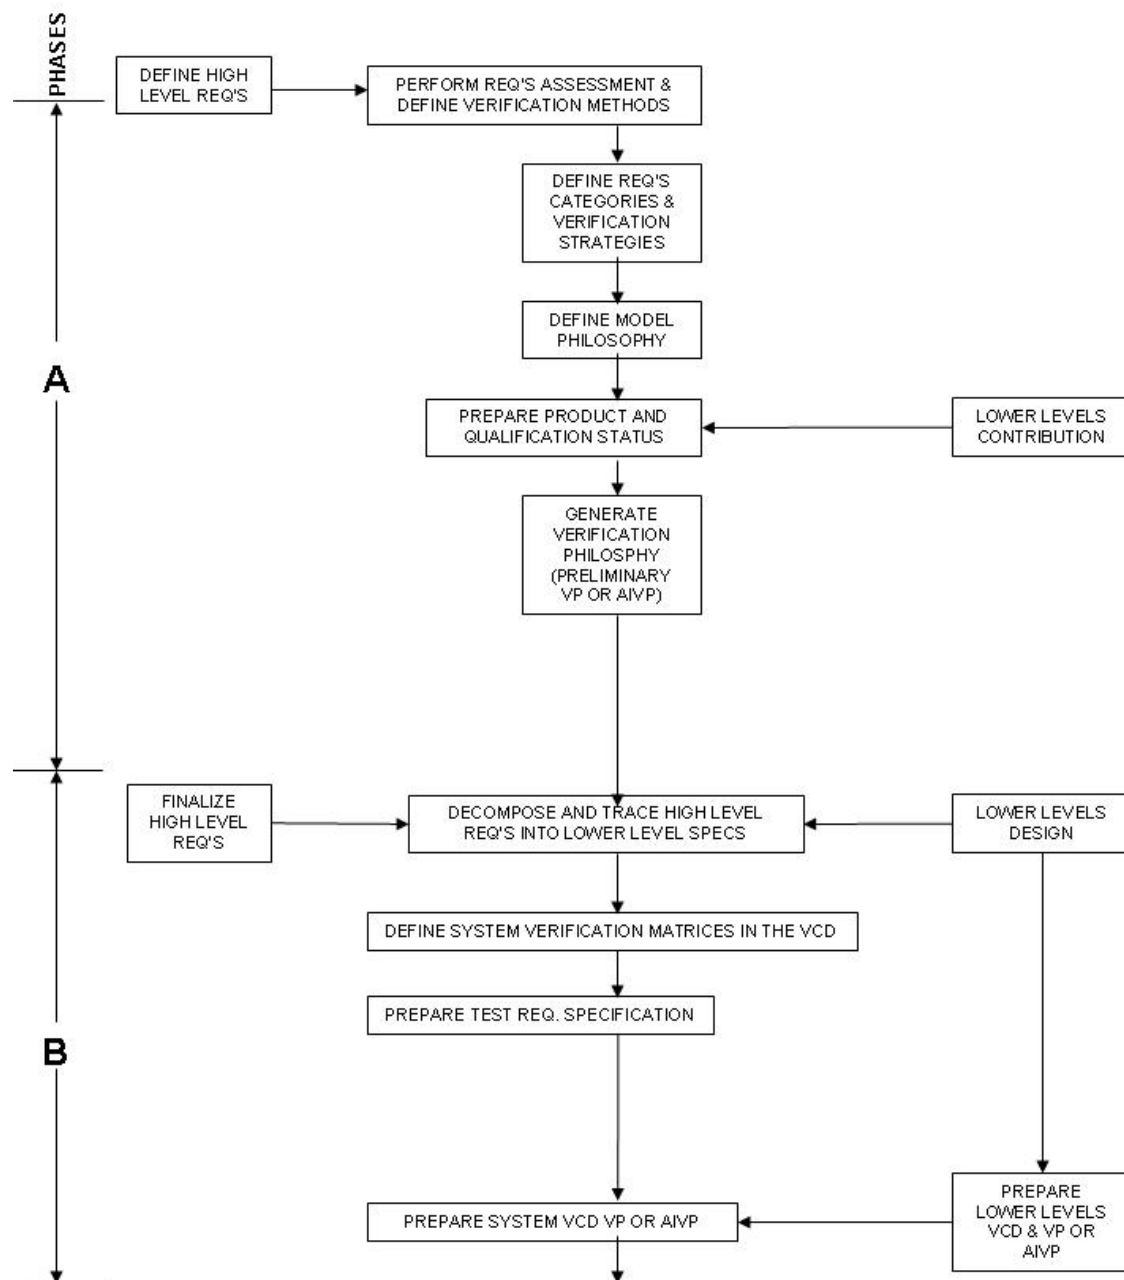 PHASES
DEFINE HIGH
LEVEL REQ'S
PERFORM REQ'S ASSESSMENT &
DEFINE VERIFICATION METHODS
DEFINE REQ'S
CATEGORIES &
VERIFICATION
STRATEGIES
DEFINE MODEL
PHILOSOPHY
A
PREPARE PRODUCT AND
QUALIFICATION STATUS
LOWER LEVELS
CONTRIBUTION
GENERATE
VERIFICATION
PHILOSPHY
(PRELIMINARY
VP OR AIVP)
FINALIZE
HIGH LEVEL
REQ'S
DECOMPOSE AND TRACE HIGH LEVEL
REQ'S INTO LOWER LEVEL SPECS
LOWER LEVELS
DESIGN
DEFINE SYSTEM VERIFICATION MATRICES IN THE VCD
PREPARE TEST REQ. SPECIFICATION
B
PREPARE SYSTEM VCD VP OR AIVP
PREPARE
LOWER LEVELS
VCD & VP OR
AIVP